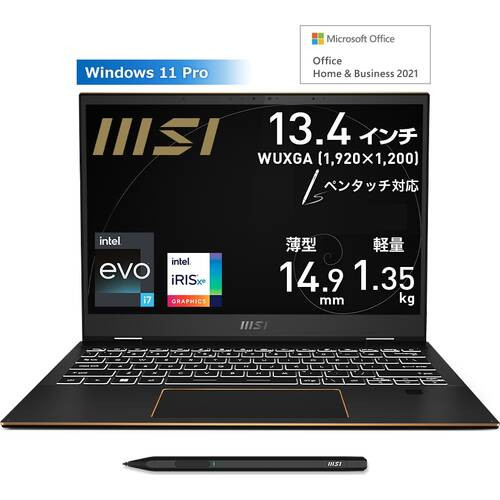 Microsoft Office
Office
Home & Business 2021
Windows 11 Pro
msi
13.4 インチ
WUXGA (1,920×1,200)
ペンタッチ対応
薄型
14.9
mm
軽量
1.35
kg
intel
evo
i7
intel
iRISxe
GRAPHICS
msi
msi